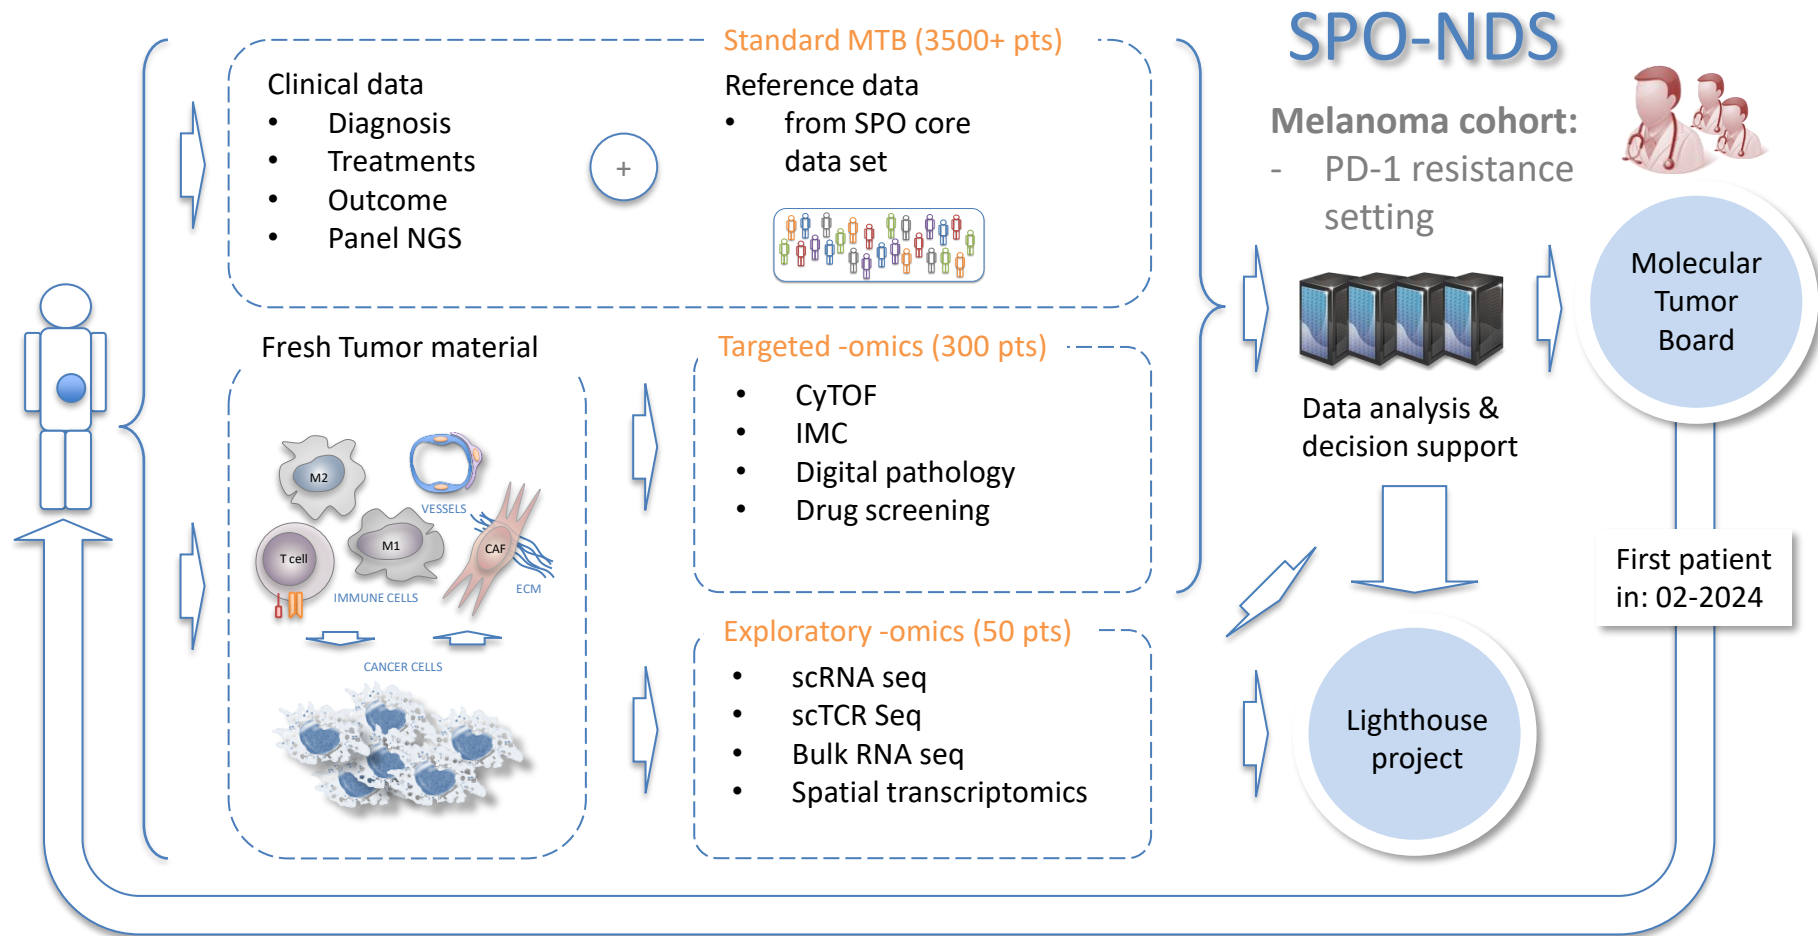 SPO-NDS
Standard MTB (3500+ pts)
Clinical data
• Diagnosis
• Treatments
• Outcome
• Panel NGS
+
Reference data
• from SPO core
data set
Melanoma cohort:
- PD-1 resistance
setting
Molecular
Tumor
Board
Fresh Tumor material
M2
VESSELS
T cell
M1
CAF
IMMUNE CELLS
ECM
CANCER CELLS
Targeted -omics (300 pts)
• CyTOF
• IMC
• Digital pathology
• Drug screening
Data analysis &
decision support
First patient
in: 02-2024
Exploratory -omics (50 pts)
• scRNA seq
• scTCR Seq
• Bulk RNA seq
• Spatial transcriptomics
Lighthouse
project